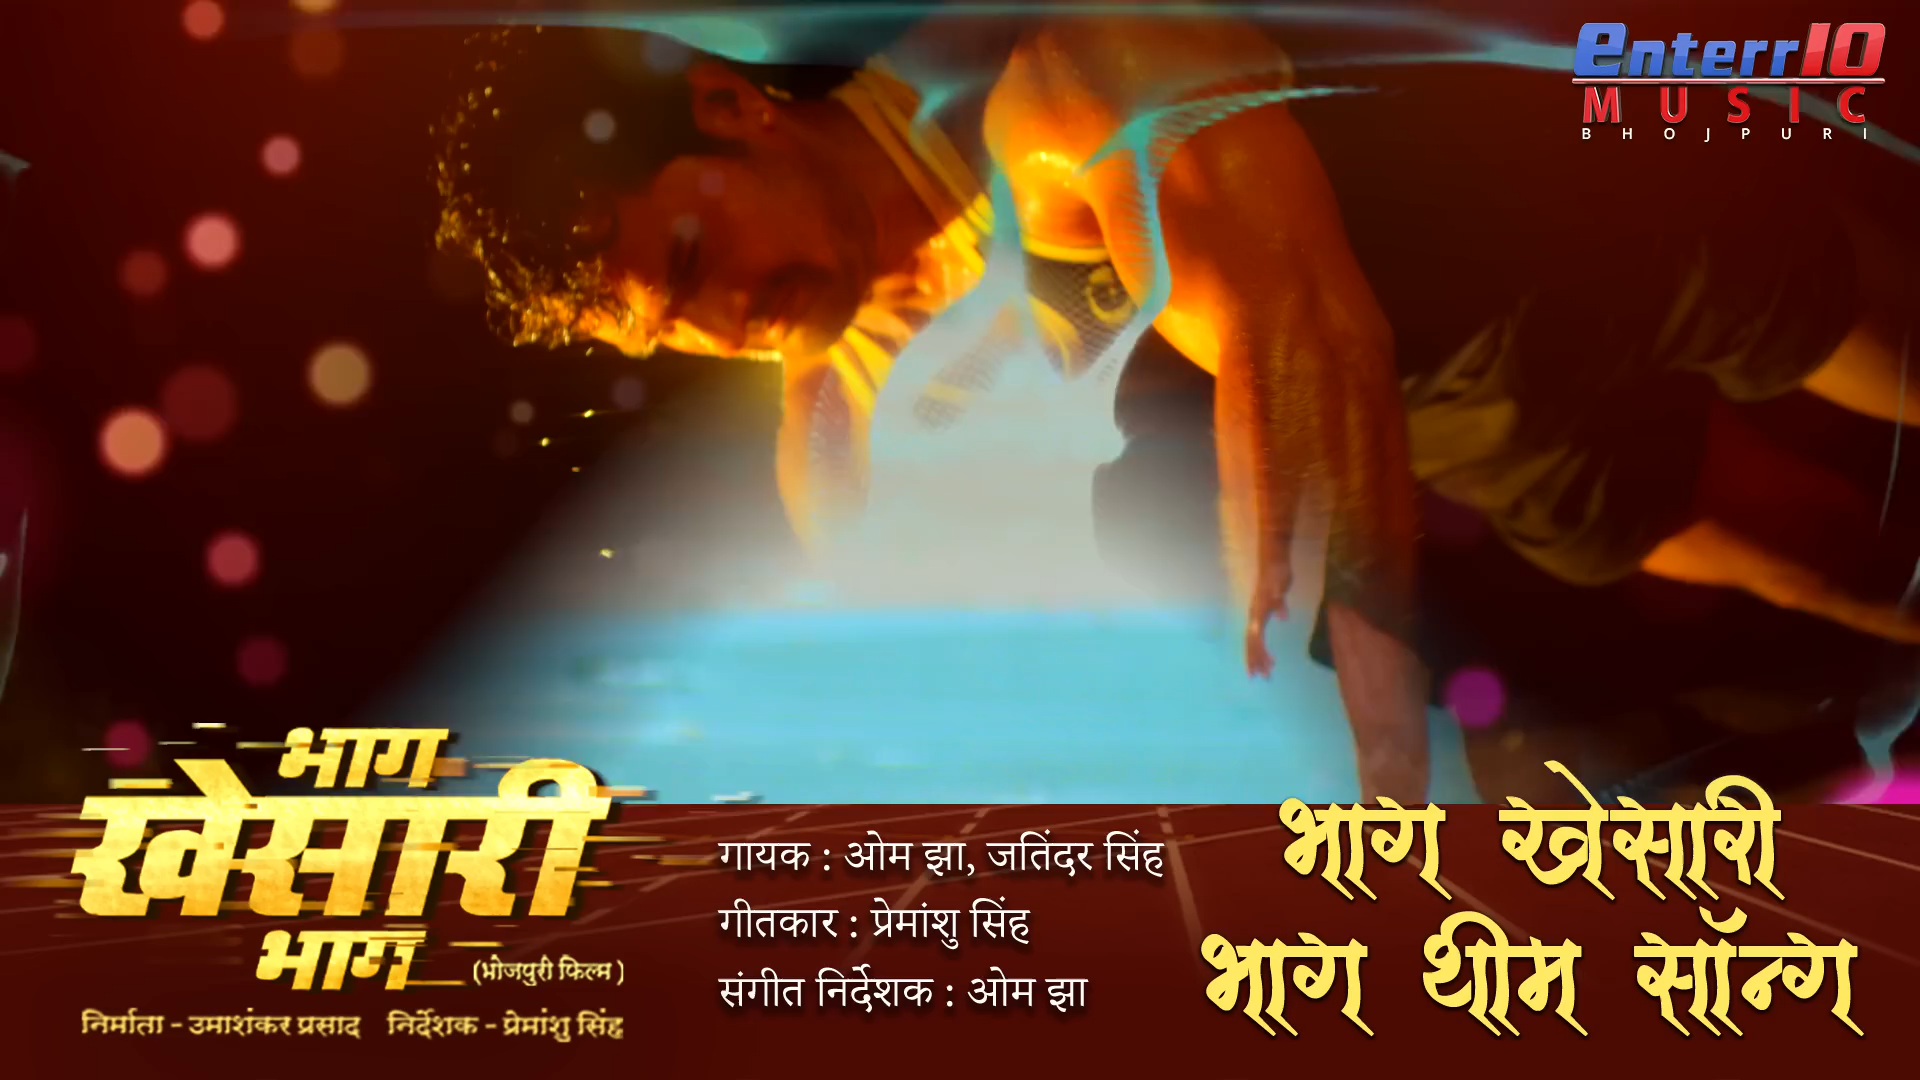 enterr10
MUSIC
BHOJPURI
भाग
खेसारी
भाग
(भोजपुरी फिल्म)
निर्माता - उमाशंकर प्रसाद निर्देशक - प्रेमांशु सिंह
गायक : ओम झा, जतिंदर सिंह
गीतकार : प्रेमांशु सिंह
संगीत निर्देशक : ओम झा
भाग खेसारी
भाग थीम सॉन्ग